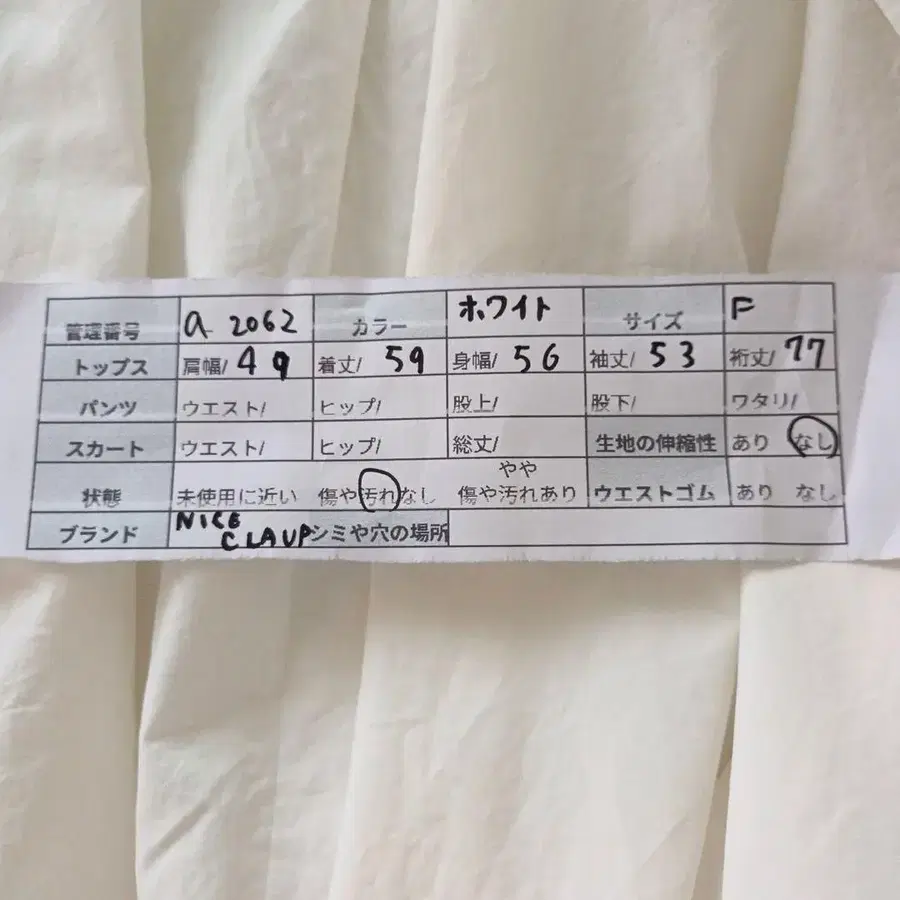 管理番号 a 2062 カラー ホワイト サイズ F
トップス 肩幅/ 49 着丈/ 59 身幅/ 56 袖丈/ 53 裄丈/ 77
パンツ ウエスト/ ヒップ/ 股上/ 股下/ ワタリ/
スカート ウエスト/ ヒップ/ 総丈/ 生地の伸縮性 あり なし
やや
状態 未使用に近い 傷や汚れなし 傷や汚れあり ウエストゴム あり なし
ブランド NICE CLAUP シミや穴の場所